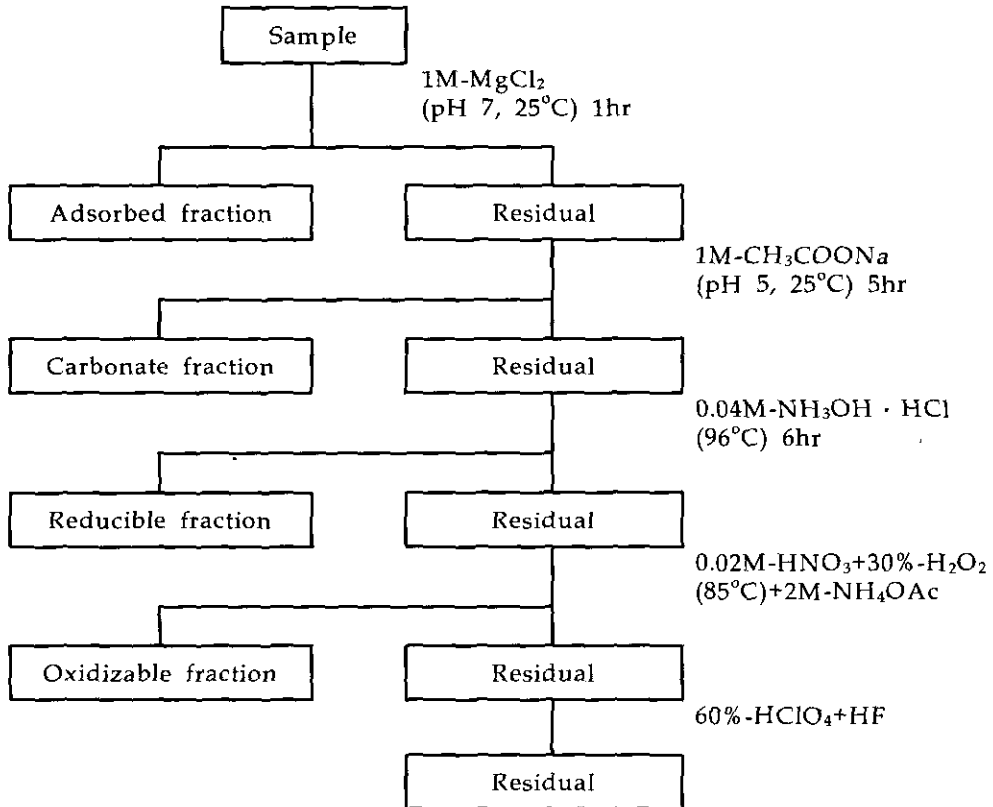 Sample
1M-MgCl₂
(pH 7, 25°C) 1hr
Adsorbed fraction
Residual
1M-CH₃COONa
(pH 5, 25°C) 5hr
Carbonate fraction
Residual
0.04M-NH₃OH · HCl
(96°C) 6hr
Reducible fraction
Residual
0.02M-HNO₃+30%-H₂O₂
(85°C)+2M-NH₄OAc
Oxidizable fraction
Residual
60%-HClO₄+HF
Residual